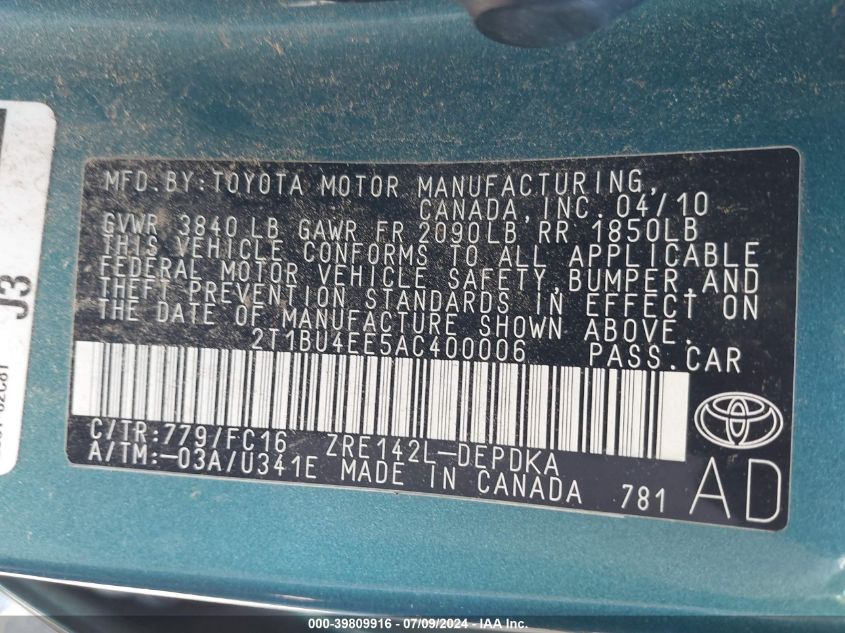 MFD.BY:TOYOTA MOTOR MANUFACTURING,
CANADA,INC. 04/10
GVWR 3840 LB GAWR FR 2090LB RR 1850LB
THIS VEHICLE CONFORMS TO ALL APPLICABLE
FEDERAL MOTOR VEHICLE SAFETY,BUMPER,AND
THEFT PREVENTION STANDARDS IN EFFECT ON
THE DATE OF MANUFACTURE SHOWN ABOVE.
2T1BU4EE5AC400006 PASS.CAR
C/TR:779/FC16 ZRE142L-DEPDKA
A/TM:-03A/U341E MADE IN CANADA 781
AD
J3
000-39809916 / 07/09/2024 - IAA Inc.